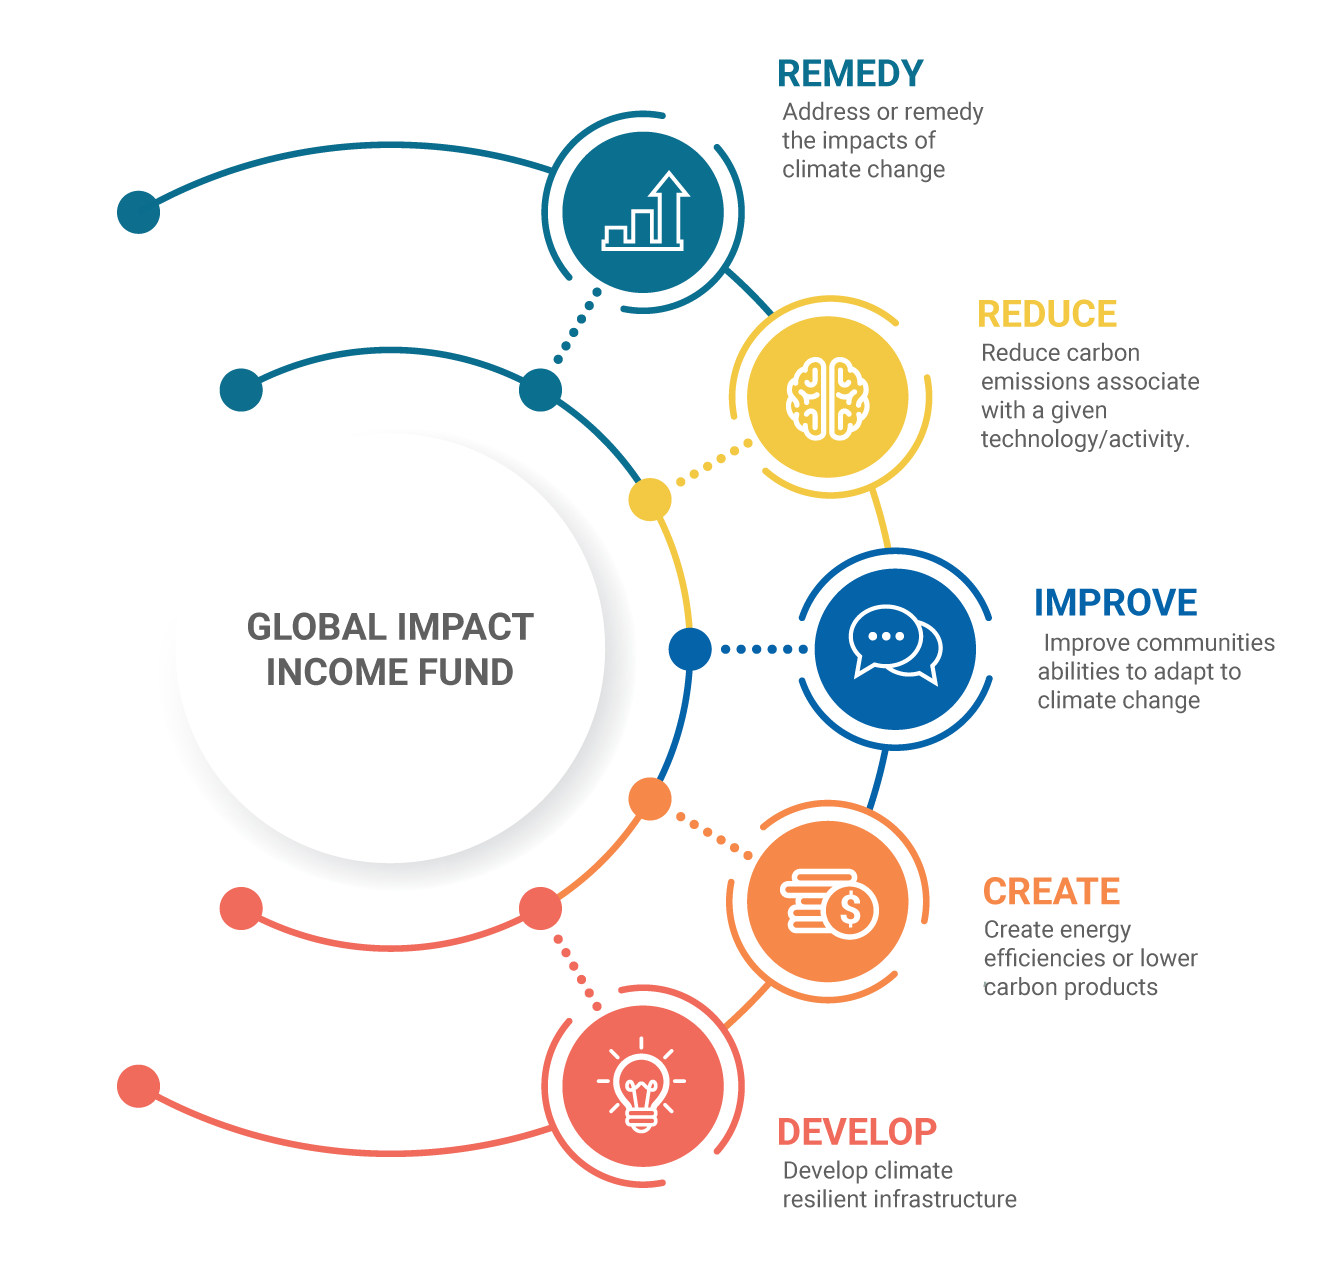 REMEDY
Address or remedy
the impacts of
climate change
REDUCE
Reduce carbon
emissions associate
with a given
technology/activity.
GLOBAL IMPACT
INCOME FUND
IMPROVE
Improve communities
abilities to adapt to
climate change
CREATE
Create energy
efficiencies or lower
carbon products
$
DEVELOP
Develop climate
resilient infrastructure